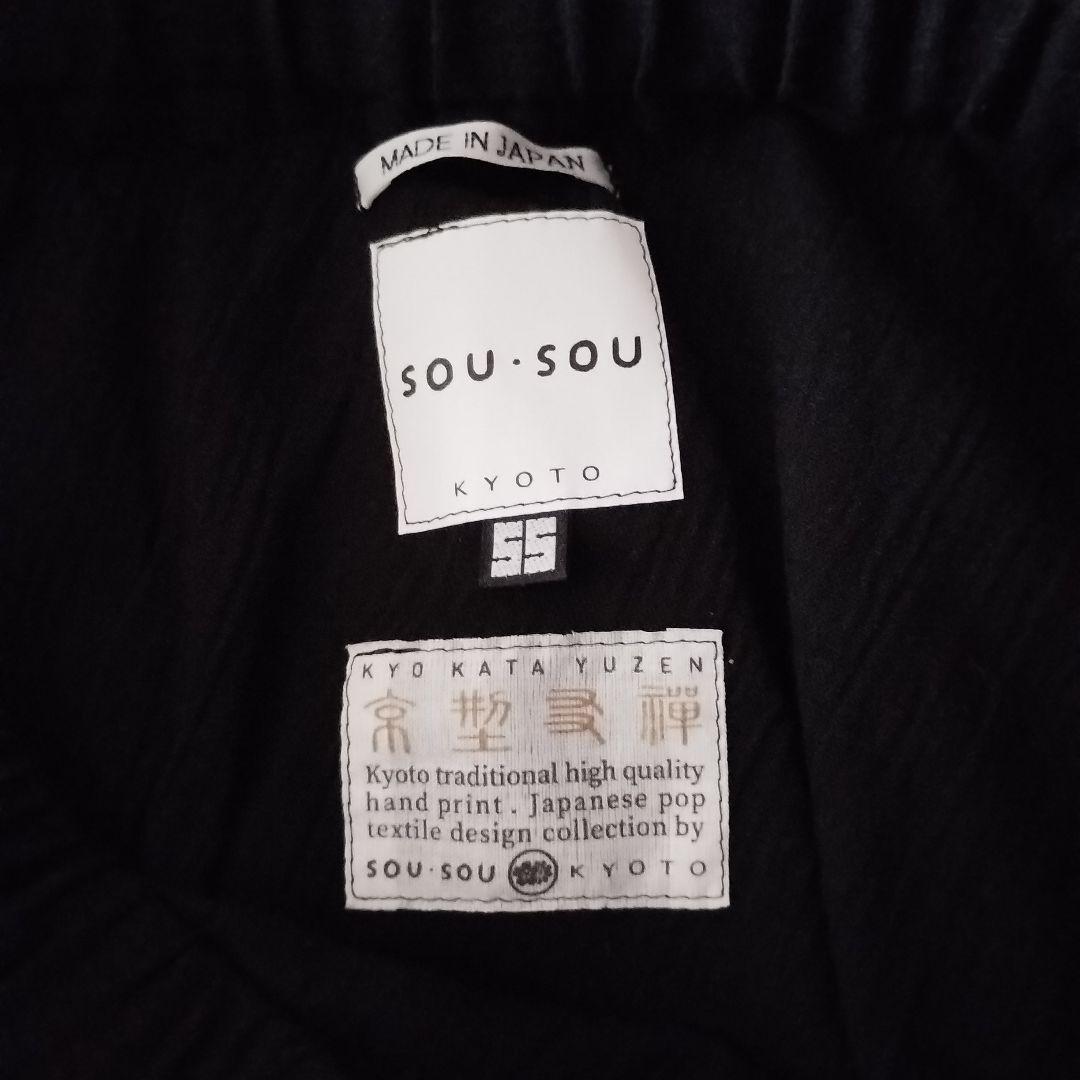 MADE IN JAPAN
SOU·SOU
KYOTO
SS
KYO KATA YUZEN
京型友禅
Kyoto traditional high quality
hand print. Japanese pop
textile design collection by
SOU·SOU KYOTO